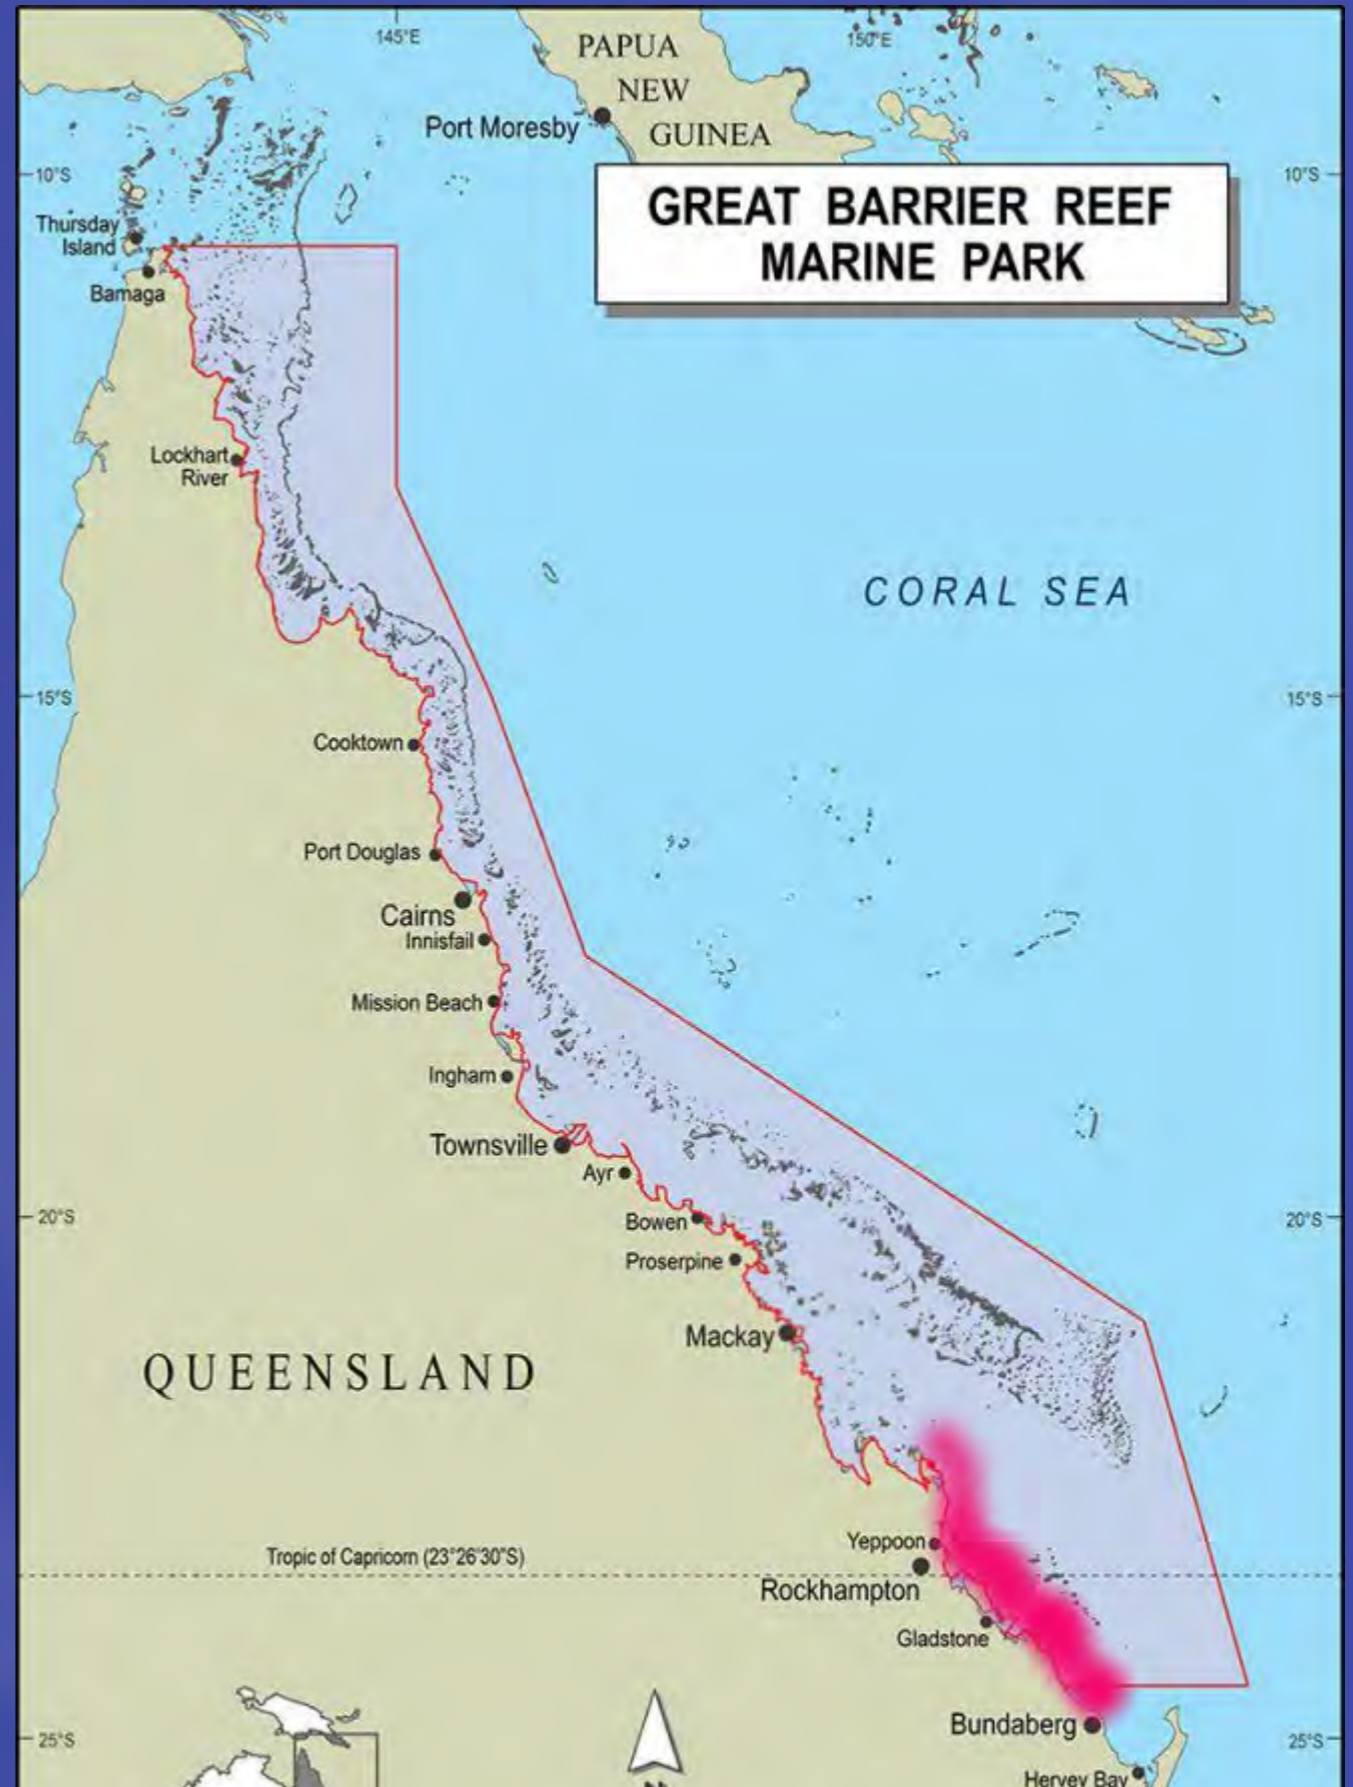 145°E
150°E
PAPUA
NEW
GUINEA
Port Moresby
GREAT BARRIER REEF
MARINE PARK
10°S
10°S
Thursday
Island
Bamaga
Lockhart
River
CORAL SEA
15°S
15°S
Cooktown
Port Douglas
Cairns
Innisfail
Mission Beach
Ingham
Townsville
Ayr
20°S
20°S
Bowen
Proserpine
Mackay
QUEENSLAND
Yeppoon
Tropic of Capricorn (23°26'30"S)
Rockhampton
Gladstone
Bundaberg
25°S
25°S
Hervey Bay